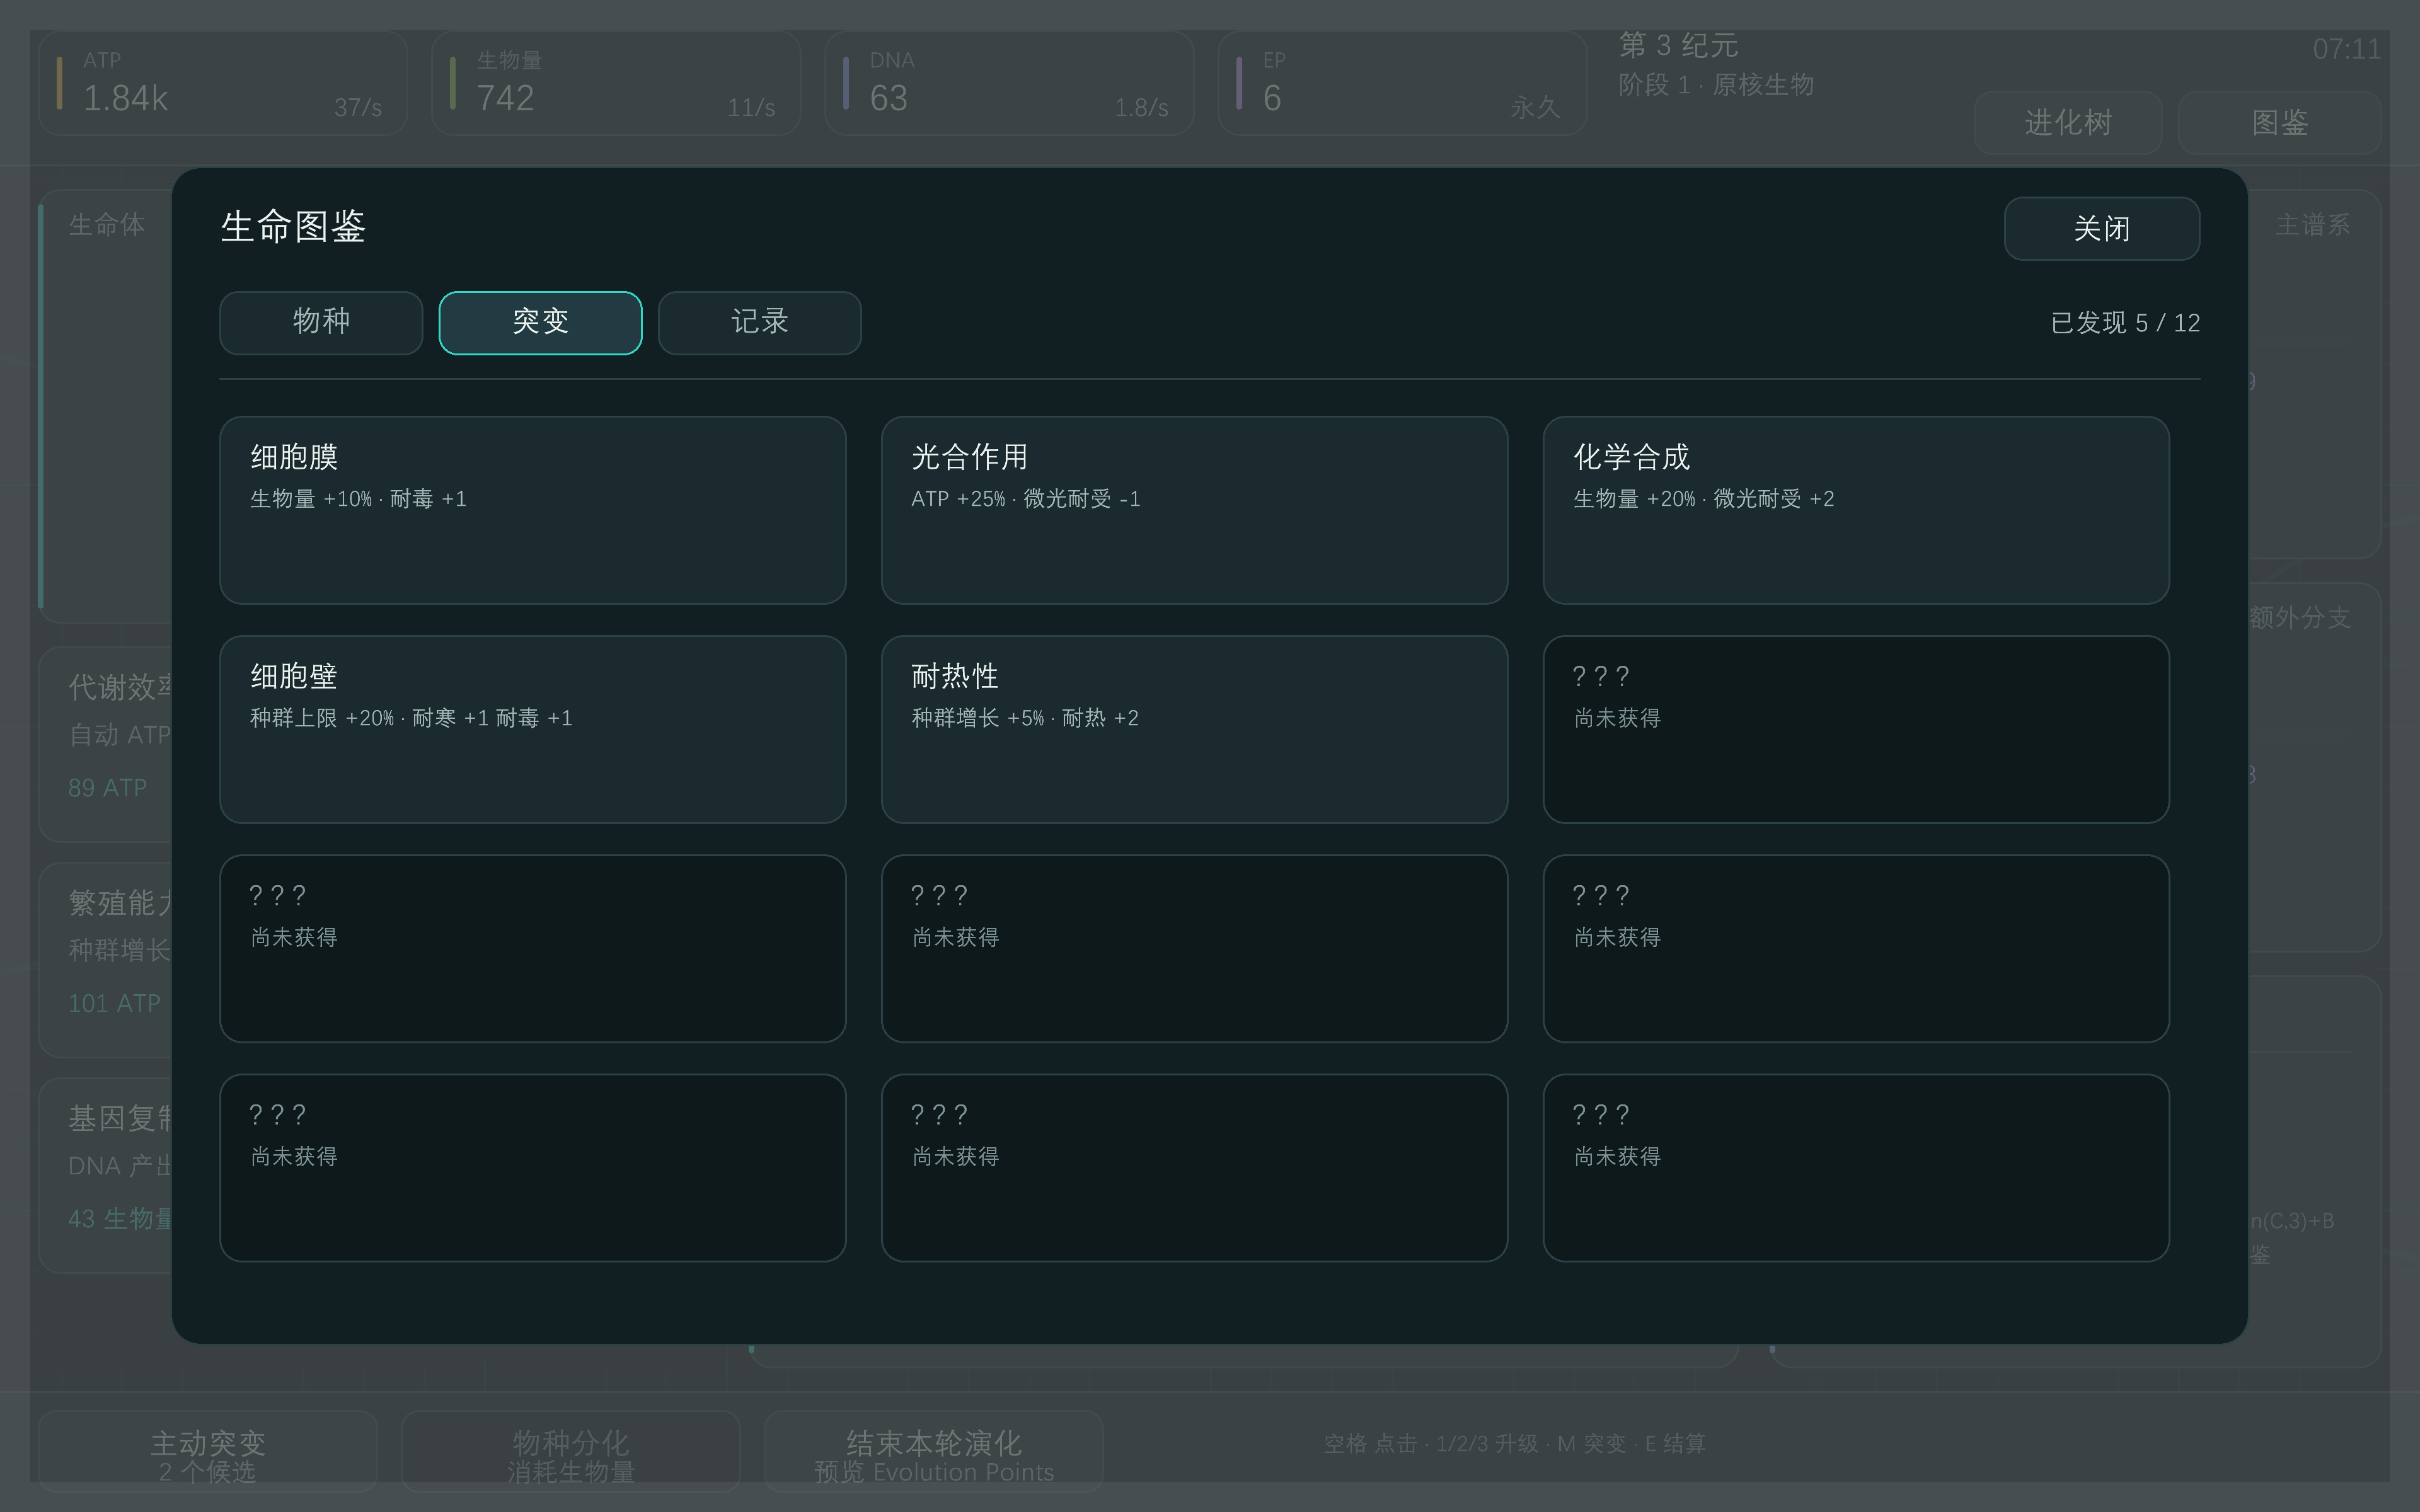 ATP
1.84k
37/s
生物量
742
11/s
DNA
63
1.8/s
EP
6
永久
第 3 纪元
阶段 1 · 原核生物
07:11
进化树
图鉴
生命体
主谱系
生命图鉴
关闭
物种
突变
记录
已发现 5 / 12
细胞膜
生物量 +10% · 耐毒 +1
光合作用
ATP +25% · 微光耐受 -1
化学合成
生物量 +20% · 微光耐受 +2
细胞壁
种群上限 +20% · 耐寒 +1 耐毒 +1
耐热性
种群增长 +5% · 耐热 +2
? ? ?
尚未获得
? ? ?
尚未获得
? ? ?
尚未获得
? ? ?
尚未获得
? ? ?
尚未获得
? ? ?
尚未获得
? ? ?
尚未获得
额外分支
代谢效
自动 ATP
89 ATP
繁殖能
种群增长
101 ATP
基因复
DNA 产
43 生物量
n(C,3)+B
鉴
主动突变
2 个候选
物种分化
消耗生物量
结束本轮演化
预览 Evolution Points
空格 点击 · 1/2/3 升级 · M 突变 · E 结算